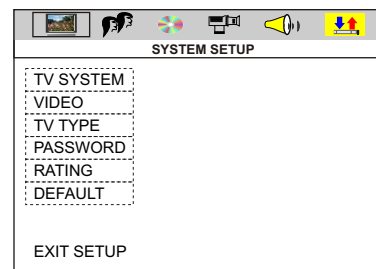 SYSTEM SETUP
TV SYSTEM
VIDEO
TV TYPE
PASSWORD
RATING
DEFAULT
EXIT SETUP